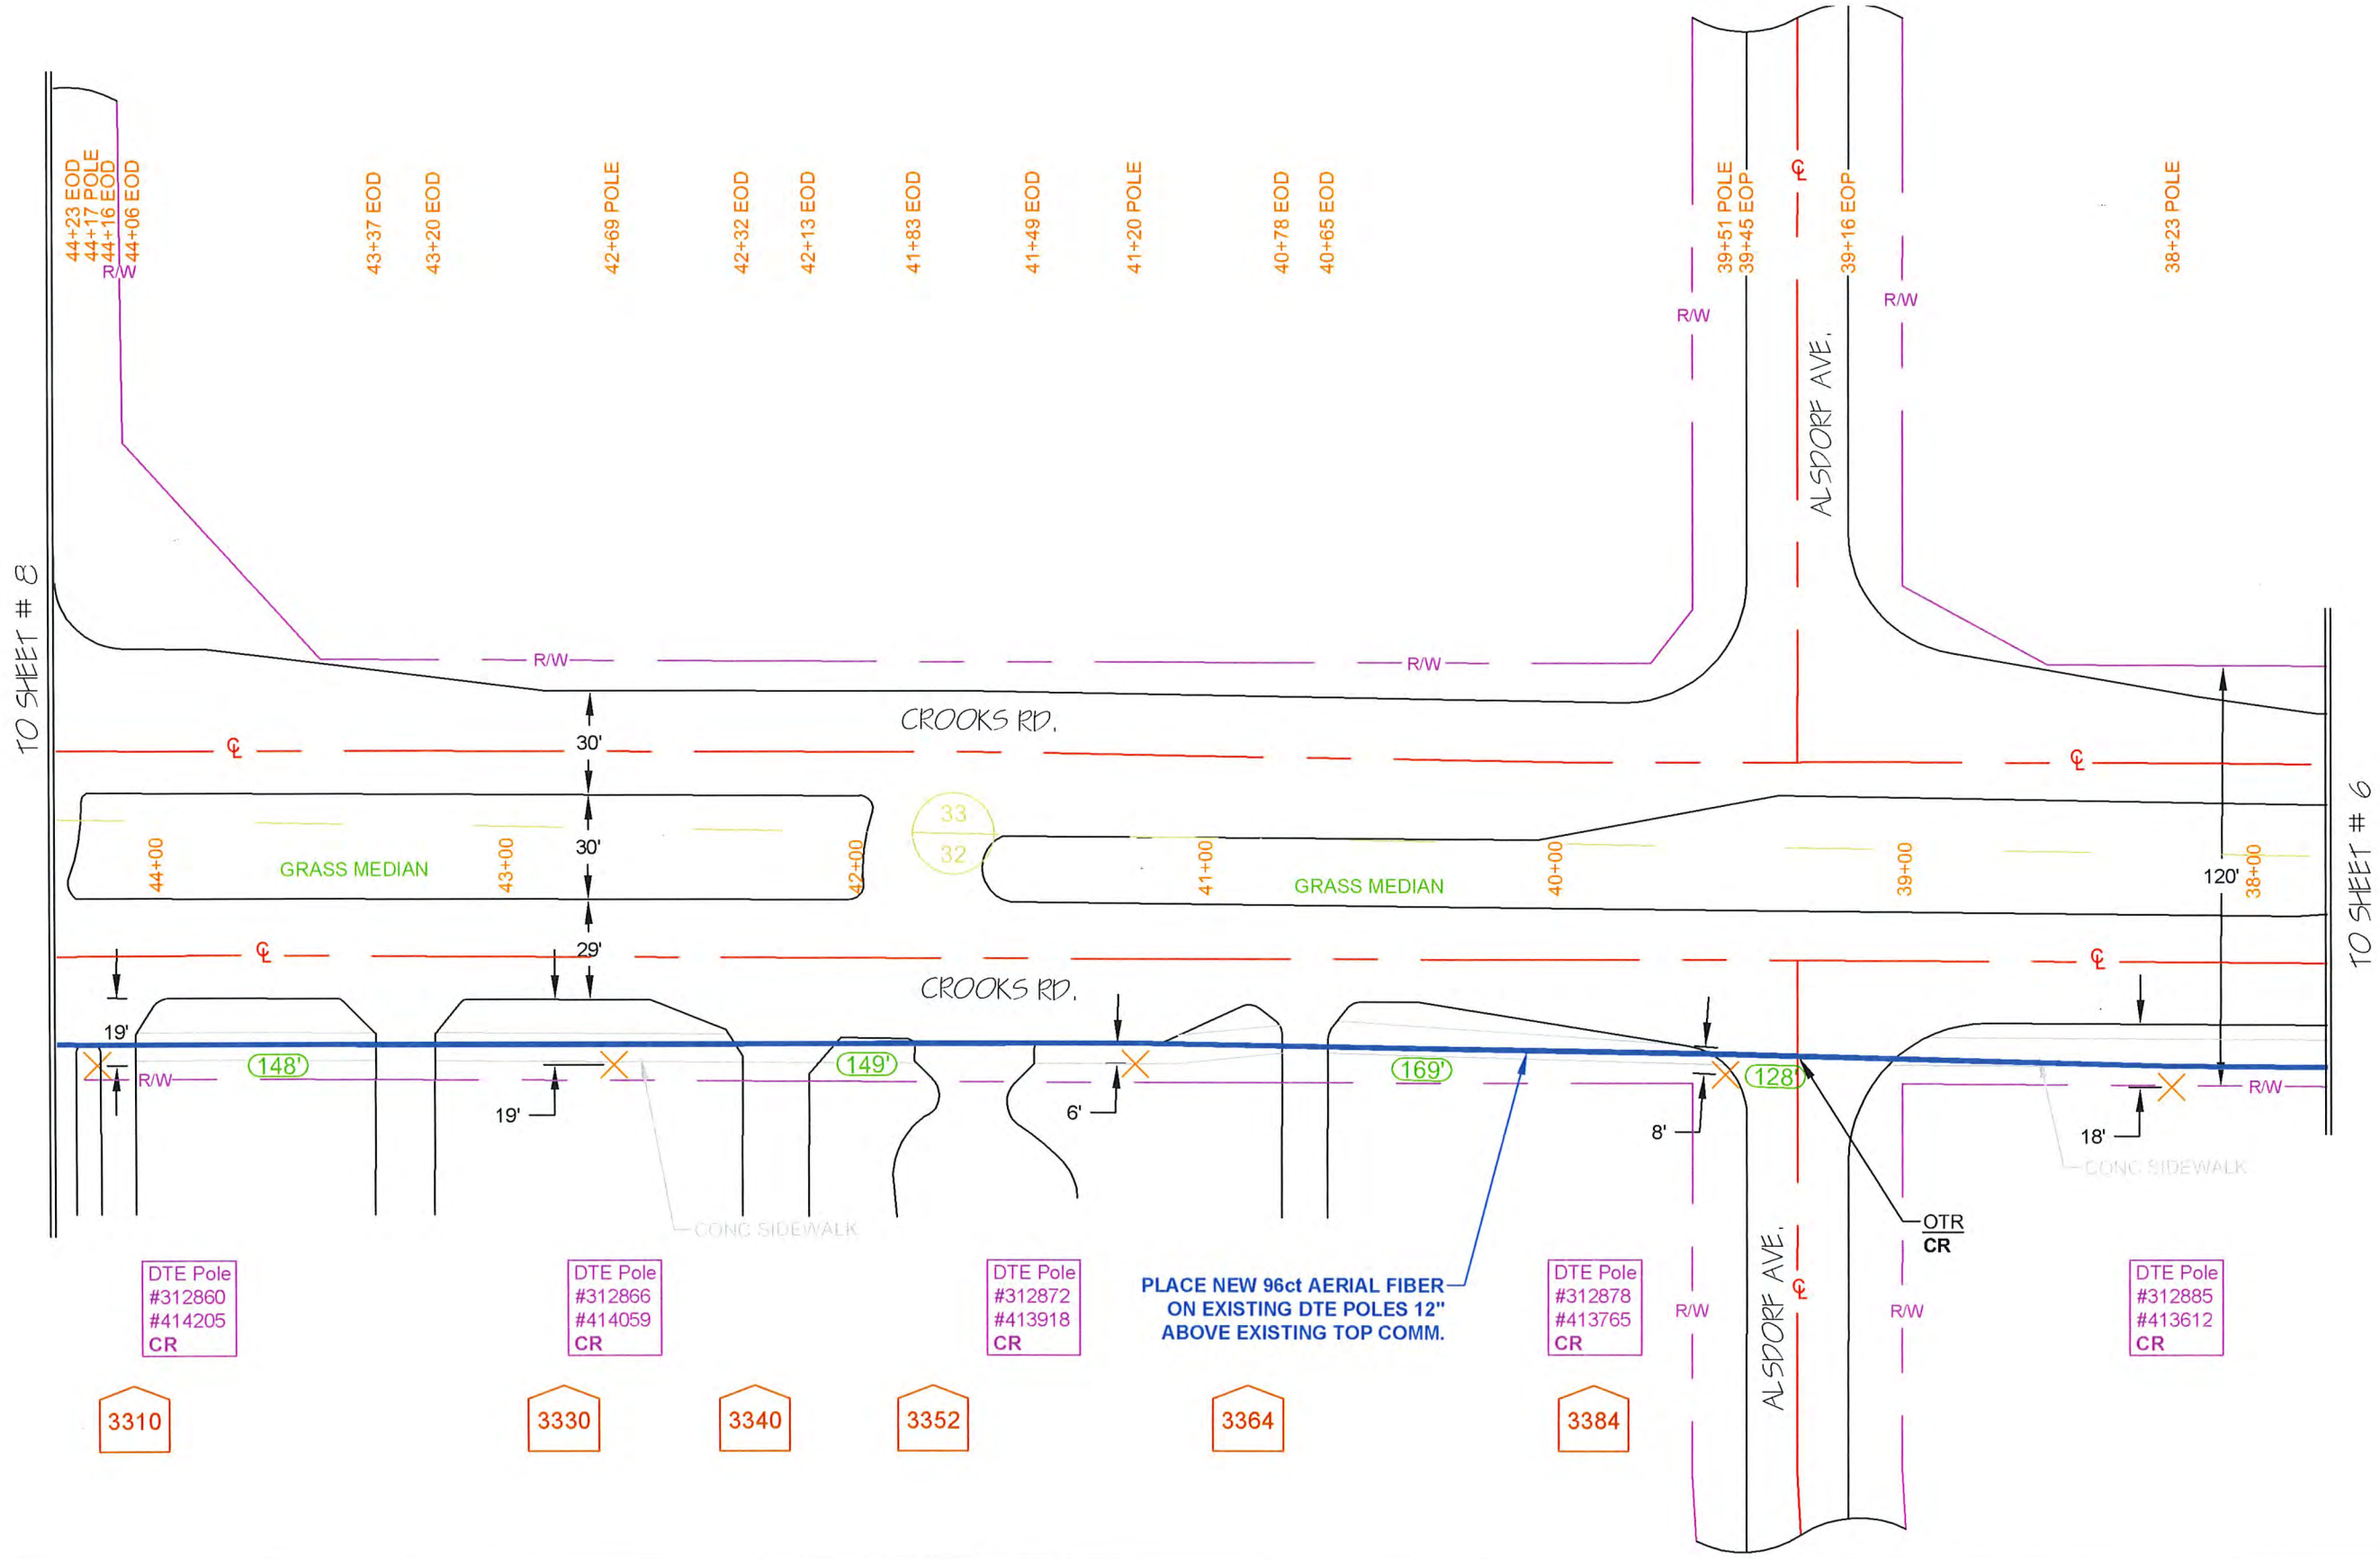 44+23 EOD
44+17 POLE
44+16 EOD
44+06 EOD
43+37 EOD
43+20 EOD
42+69 POLE
42+32 EOD
42+13 EOD
41+83 EOD
41+49 EOD
41+20 POLE
40+78 EOD
40+65 EOD
39+51 POLE
39+45 EOP
℄
39+16 EOP
38+23 POLE
R/W
R/W
R/W
ALSDORF AVE.
TO SHEET # 8
R/W
R/W
CROOKS RD.
30'
℄
℄
33
32
30'
44+00
43+00
42+00
41+00
40+00
39+00
38+00
GRASS MEDIAN
GRASS MEDIAN
120'
TO SHEET # 6
29'
℄
℄
CROOKS RD.
19'
148'
149'
169'
128'
R/W
R/W
19'
6'
8'
18'
CONC SIDEWALK
CONC SIDEWALK
OTR
CR
DTE Pole
#312860
#414205
CR
DTE Pole
#312866
#414059
CR
DTE Pole
#312872
#413918
CR
PLACE NEW 96ct AERIAL FIBER
ON EXISTING DTE POLES 12"
ABOVE EXISTING TOP COMM.
DTE Pole
#312878
#413765
CR
R/W
ALSDORF AVE.
℄
R/W
DTE Pole
#312885
#413612
CR
3310
3330
3340
3352
3364
3384